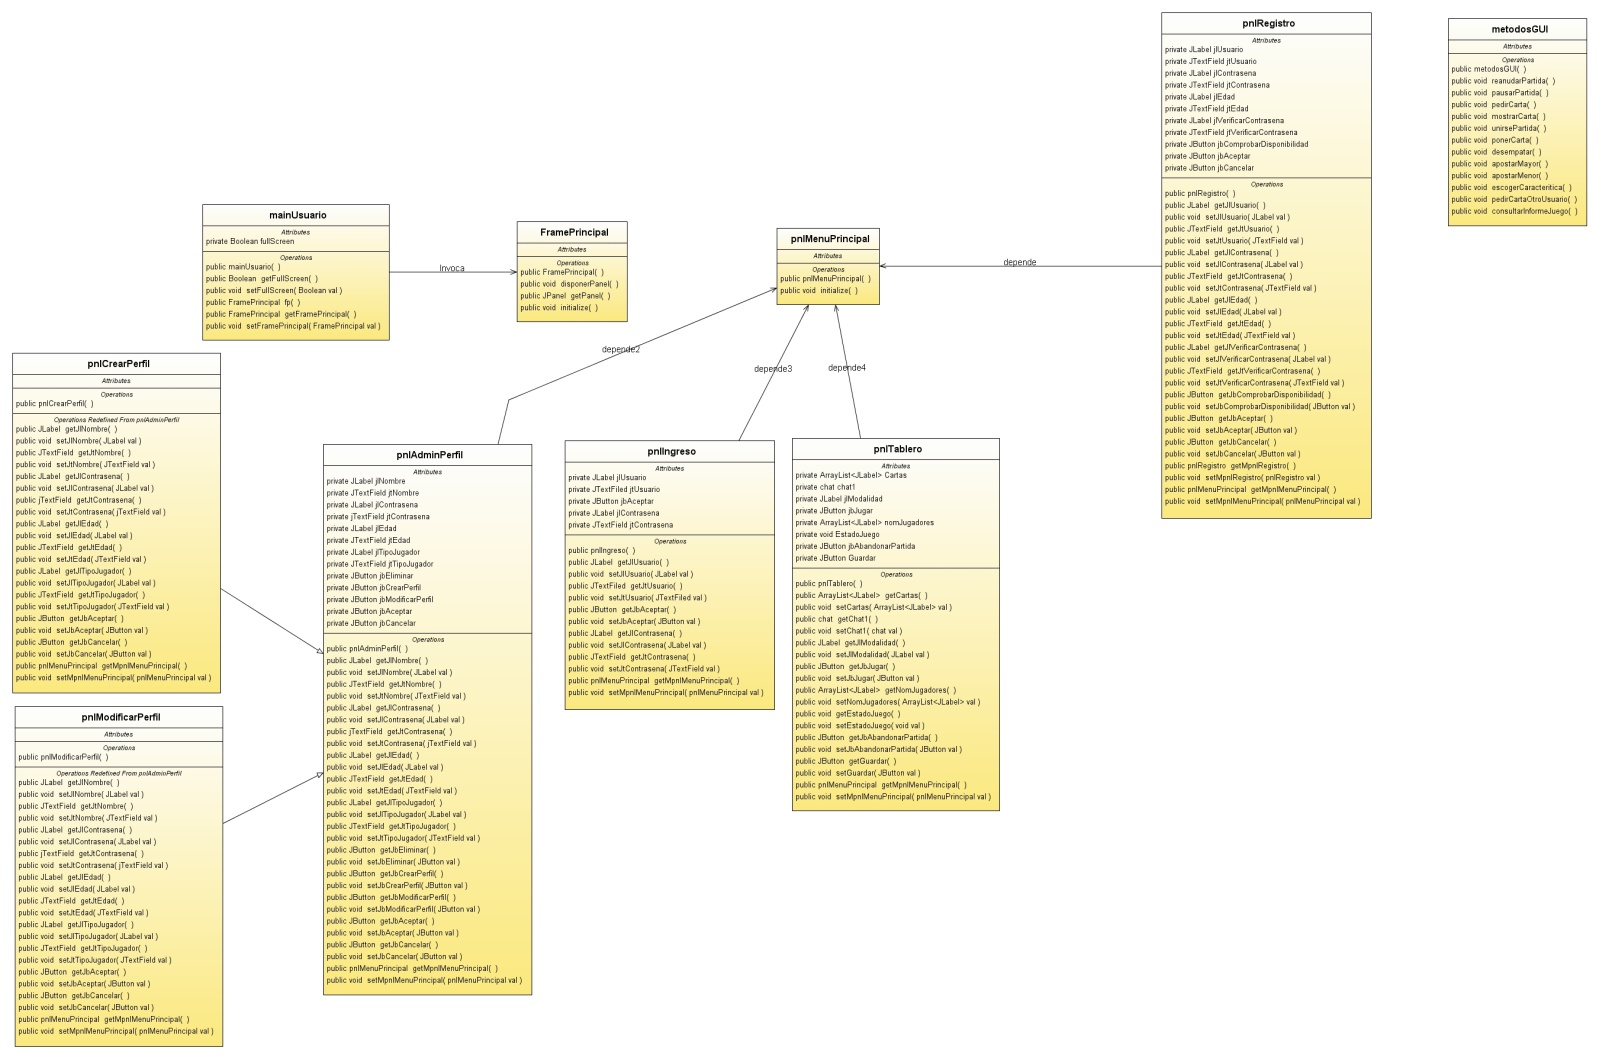 mainUsuario
Attributes
private Boolean fullScreen
Operations
public mainUsuario( )
public Boolean getFullScreen( )
public void setFullScreen( Boolean val )
public FramePrincipal fp( )
public FramePrincipal getFramePrincipal( )
public void setFramePrincipal( FramePrincipal val )
Invoca
FramePrincipal
Attributes
Operations
public FramePrincipal( )
public void disponerPanel( )
public JPanel getPanel( )
public void initialize( )
pnlMenuPrincipal
Attributes
Operations
public pnlMenuPrincipal( )
public void initialize( )
depende
depende2
depende3
depende4
pnlRegistro
Attributes
private JLabel jlUsuario
private JTextField jtUsuario
private JLabel jlContrasena
private JTextField jtContrasena
private JLabel jlEdad
private JTextField jtEdad
private JLabel jlVerificarContrasena
private JTextField jtVerificarContrasena
private JButton jbComprobarDisponibilidad
private JButton jbAceptar
private JButton jbCancelar
Operations
public pnlRegistro( )
public JLabel getJlUsuario( )
public void setJlUsuario( JLabel val )
public JTextField getJtUsuario( )
public void setJtUsuario( JTextField val )
public JLabel getJlContrasena( )
public void setJlContrasena( JLabel val )
public JTextField getJtContrasena( )
public void setJtContrasena( JTextField val )
public JLabel getJlEdad( )
public void setJlEdad( JLabel val )
public JTextField getJtEdad( )
public void setJtEdad( JTextField val )
public JLabel getJlVerificarContrasena( )
public void setJlVerificarContrasena( JLabel val )
public JTextField getJtVerificarContrasena( )
public void setJtVerificarContrasena( JTextField val )
public JButton getJbComprobarDisponibilidad( )
public void setJbComprobarDisponibilidad( JButton val )
public JButton getJbAceptar( )
public void setJbAceptar( JButton val )
public JButton getJbCancelar( )
public void setJbCancelar( JButton val )
public pnlRegistro getMpnlRegistro( )
public void setMpnlRegistro( pnlRegistro val )
public pnlMenuPrincipal getMpnlMenuPrincipal( )
public void setMpnlMenuPrincipal( pnlMenuPrincipal val )
metodosGUI
Attributes
Operations
public metodosGUI( )
public void reanudarPartida( )
public void pausarPartida( )
public void pedirCarta( )
public void mostrarCarta( )
public void unirsePartida( )
public void ponerCarta( )
public void desempatar( )
public void apostarMayor( )
public void apostarMenor( )
public void escogerCaracteritica( )
public void pedirCartaOtroUsuario( )
public void consultarInformeJuego( )
pnlCrearPerfil
Attributes
Operations
public pnlCrearPerfil( )
Operations Redefined From pnlAdminPerfil
public JLabel getJlNombre( )
public void setJlNombre( JLabel val )
public JTextField getJtNombre( )
public void setJtNombre( JTextField val )
public JLabel getJlContrasena( )
public void setJlContrasena( JLabel val )
public jTextField getJtContrasena( )
public void setJtContrasena( jTextField val )
public JLabel getJlEdad( )
public void setJlEdad( JLabel val )
public JTextField getJtEdad( )
public void setJtEdad( JTextField val )
public JLabel getJlTipoJugador( )
public void setJlTipoJugador( JLabel val )
public JTextField getJtTipoJugador( )
public void setJtTipoJugador( JTextField val )
public JButton getJbAceptar( )
public void setJbAceptar( JButton val )
public JButton getJbCancelar( )
public void setJbCancelar( JButton val )
public pnlMenuPrincipal getMpnlMenuPrincipal( )
public void setMpnlMenuPrincipal( pnlMenuPrincipal val )
pnlModificarPerfil
Attributes
Operations
public pnlModificarPerfil( )
Operations Redefined From pnlAdminPerfil
public JLabel getJlNombre( )
public void setJlNombre( JLabel val )
public JTextField getJtNombre( )
public void setJtNombre( JTextField val )
public JLabel getJlContrasena( )
public void setJlContrasena( JLabel val )
public jTextField getJtContrasena( )
public void setJtContrasena( jTextField val )
public JLabel getJlEdad( )
public void setJlEdad( JLabel val )
public JTextField getJtEdad( )
public void setJtEdad( JTextField val )
public JLabel getJlTipoJugador( )
public void setJlTipoJugador( JLabel val )
public JTextField getJtTipoJugador( )
public void setJtTipoJugador( JTextField val )
public JButton getJbAceptar( )
public void setJbAceptar( JButton val )
public JButton getJbCancelar( )
public void setJbCancelar( JButton val )
public pnlMenuPrincipal getMpnlMenuPrincipal( )
public void setMpnlMenuPrincipal( pnlMenuPrincipal val )
pnlAdminPerfil
Attributes
private JLabel jlNombre
private JTextField jtNombre
private JLabel jlContrasena
private jTextField jtContrasena
private JLabel jlEdad
private JTextField jtEdad
private JLabel jlTipoJugador
private JTextField jtTipoJugador
private JButton jbEliminar
private JButton jbCrearPerfil
private JButton jbModificarPerfil
private JButton jbAceptar
private JButton jbCancelar
Operations
public pnlAdminPerfil( )
public JLabel getJlNombre( )
public void setJlNombre( JLabel val )
public JTextField getJtNombre( )
public void setJtNombre( JTextField val )
public JLabel getJlContrasena( )
public void setJlContrasena( JLabel val )
public jTextField getJtContrasena( )
public void setJtContrasena( jTextField val )
public JLabel getJlEdad( )
public void setJlEdad( JLabel val )
public JTextField getJtEdad( )
public void setJtEdad( JTextField val )
public JLabel getJlTipoJugador( )
public void setJlTipoJugador( JLabel val )
public JTextField getJtTipoJugador( )
public void setJtTipoJugador( JTextField val )
public JButton getJbEliminar( )
public void setJbEliminar( JButton val )
public JButton getJbCrearPerfil( )
public void setJbCrearPerfil( JButton val )
public JButton getJbModificarPerfil( )
public void setJbModificarPerfil( JButton val )
public JButton getJbAceptar( )
public void setJbAceptar( JButton val )
public JButton getJbCancelar( )
public void setJbCancelar( JButton val )
public pnlMenuPrincipal getMpnlMenuPrincipal( )
public void setMpnlMenuPrincipal( pnlMenuPrincipal val )
pnlIngreso
Attributes
private JLabel jlUsuario
private JTextFiled jtUsuario
private JButton jbAceptar
private JLabel jlContrasena
private JTextField jtContrasena
Operations
public pnlIngreso( )
public JLabel getJlUsuario( )
public void setJlUsuario( JLabel val )
public JTextFiled getJtUsuario( )
public void setJtUsuario( JTextFiled val )
public JButton getJbAceptar( )
public void setJbAceptar( JButton val )
public JLabel getJlContrasena( )
public void setJlContrasena( JLabel val )
public JTextField getJtContrasena( )
public void setJtContrasena( JTextField val )
public pnlMenuPrincipal getMpnlMenuPrincipal( )
public void setMpnlMenuPrincipal( pnlMenuPrincipal val )
pnlTablero
Attributes
private ArrayList<JLabel> Cartas
private chat chat1
private JLabel jlModalidad
private JButton jbJugar
private ArrayList<JLabel> nomJugadores
private void EstadoJuego
private JButton jbAbandonarPartida
private JButton Guardar
Operations
public pnlTablero( )
public ArrayList<JLabel> getCartas( )
public void setCartas( ArrayList<JLabel> val )
public chat getChat1( )
public void setChat1( chat val )
public JLabel getJlModalidad( )
public void setJlModalidad( JLabel val )
public JButton getJbJugar( )
public void setJbJugar( JButton val )
public ArrayList<JLabel> getNomJugadores( )
public void setNomJugadores( ArrayList<JLabel> val )
public void getEstadoJuego( )
public void setEstadoJuego( void val )
public JButton getJbAbandonarPartida( )
public void setJbAbandonarPartida( JButton val )
public JButton getGuardar( )
public void setGuardar( JButton val )
public pnlMenuPrincipal getMpnlMenuPrincipal( )
public void setMpnlMenuPrincipal( pnlMenuPrincipal val )